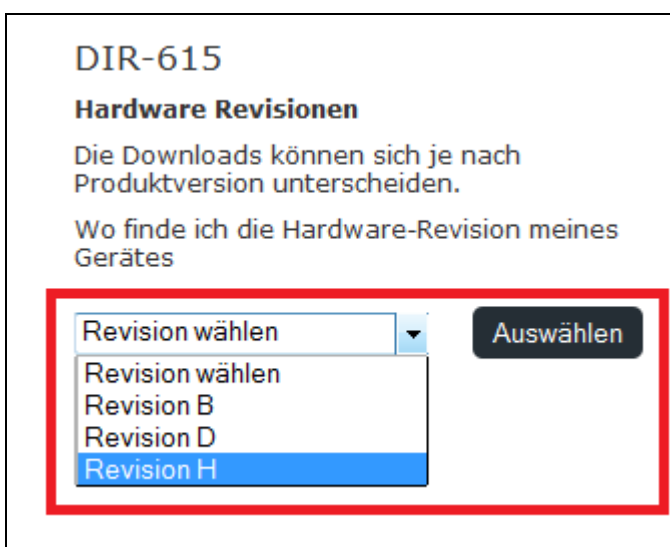 DIR-615
Hardware Revisionen
Die Downloads können sich je nach
Produktversion unterscheiden.
Wo finde ich die Hardware-Revision meines
Gerätes
Revision wählen
Auswählen
Revision wählen
Revision B
Revision D
Revision H